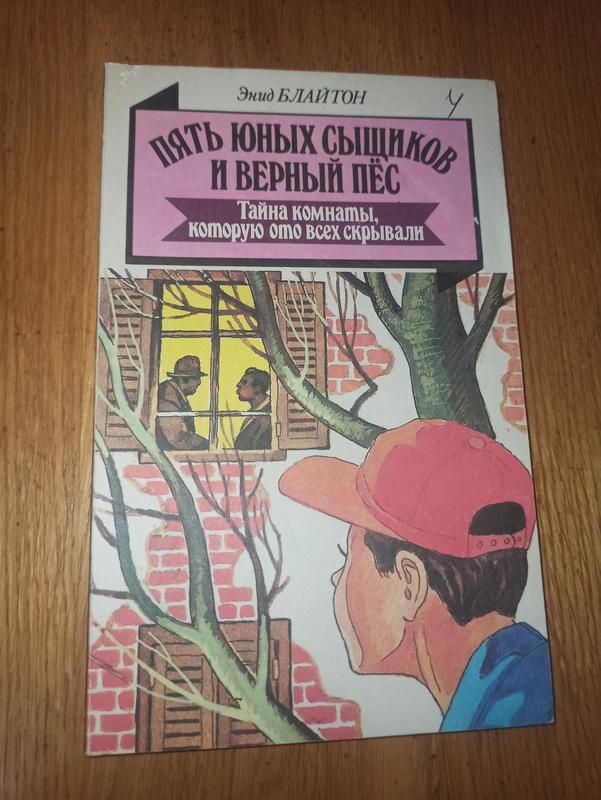 Энид БЛАЙТОН
ПЯТЬ ЮНЫХ СЫЩИКОВ
И ВЕРНЫЙ ПЁС
Тайна комнаты,
которую ото всех скрывали